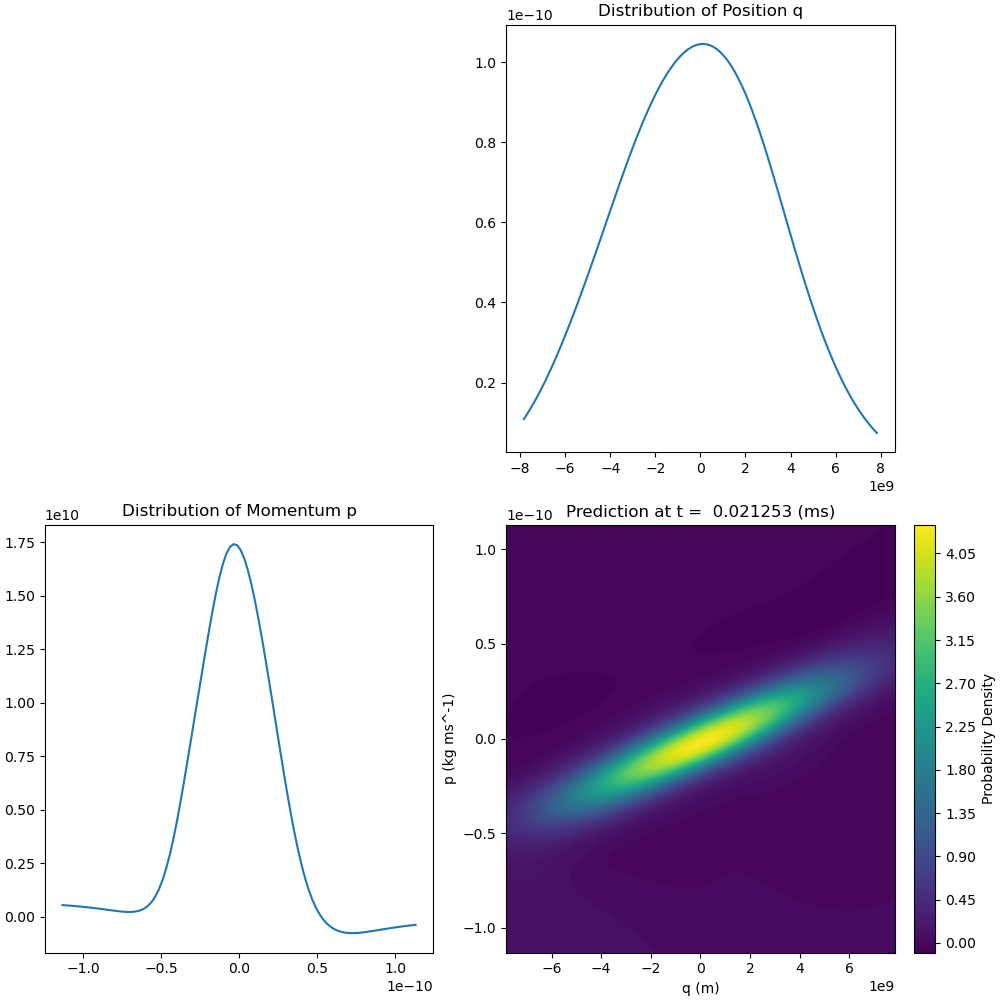 Distribution of Position q
1e−10
1.0
0.8
0.6
0.4
0.2
−8 −6 −4 −2 0 2 4 6 8
1e9
Distribution of Momentum p
1e10
1.75
1.50
1.25
1.00
0.75
0.50
0.25
0.00
−1.0 −0.5 0.0 0.5 1.0
1e−10
Prediction at t =  0.021253 (ms)
1e−10
1.0
0.5
0.0
−0.5
−1.0
p (kg ms^-1)
−6 −4 −2 0 2 4 6
1e9
q (m)
4.05
3.60
3.15
2.70
2.25
1.80
1.35
0.90
0.45
0.00
Probability Density